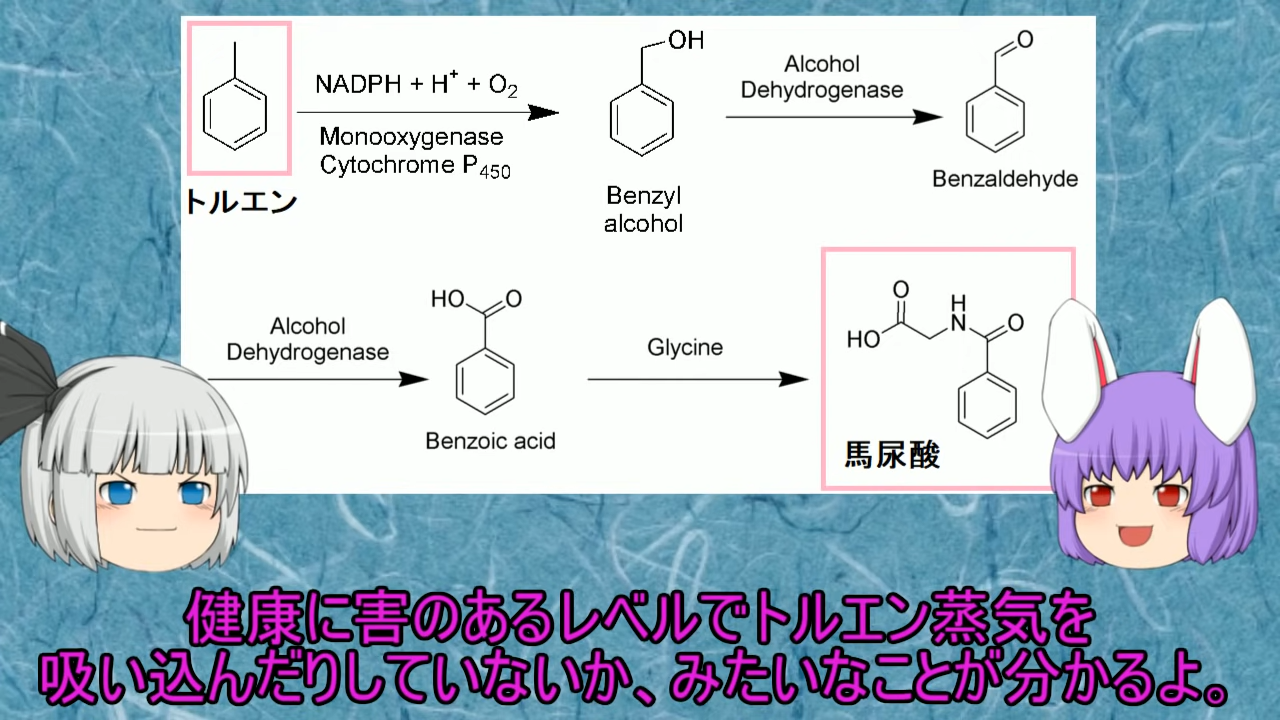 NADPH + H⁺ + O₂
Monooxygenase
Cytochrome P₄₅₀
トルエン
OH
Benzyl
alcohol
Alcohol
Dehydrogenase
O
Benzaldehyde
Alcohol
Dehydrogenase
HO O
Benzoic acid
Glycine
O
HO
H
N
O
馬尿酸
健康に害のあるレベルでトルエン蒸気を
吸い込んだりしていないか、みたいなことが分かるよ。